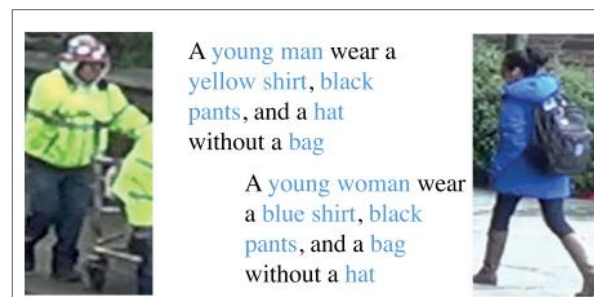 A young man wear a
yellow shirt, black
pants, and a hat
without a bag
A young woman wear
a blue shirt, black
pants, and a bag
without a hat